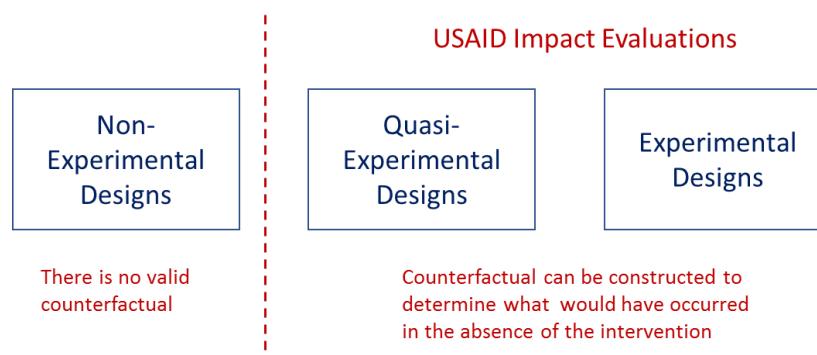 USAID Impact Evaluations
Non-
Experimental
Designs
Quasi-
Experimental
Designs
Experimental
Designs
There is no valid
counterfactual
Counterfactual can be constructed to
determine what would have occurred
in the absence of the intervention